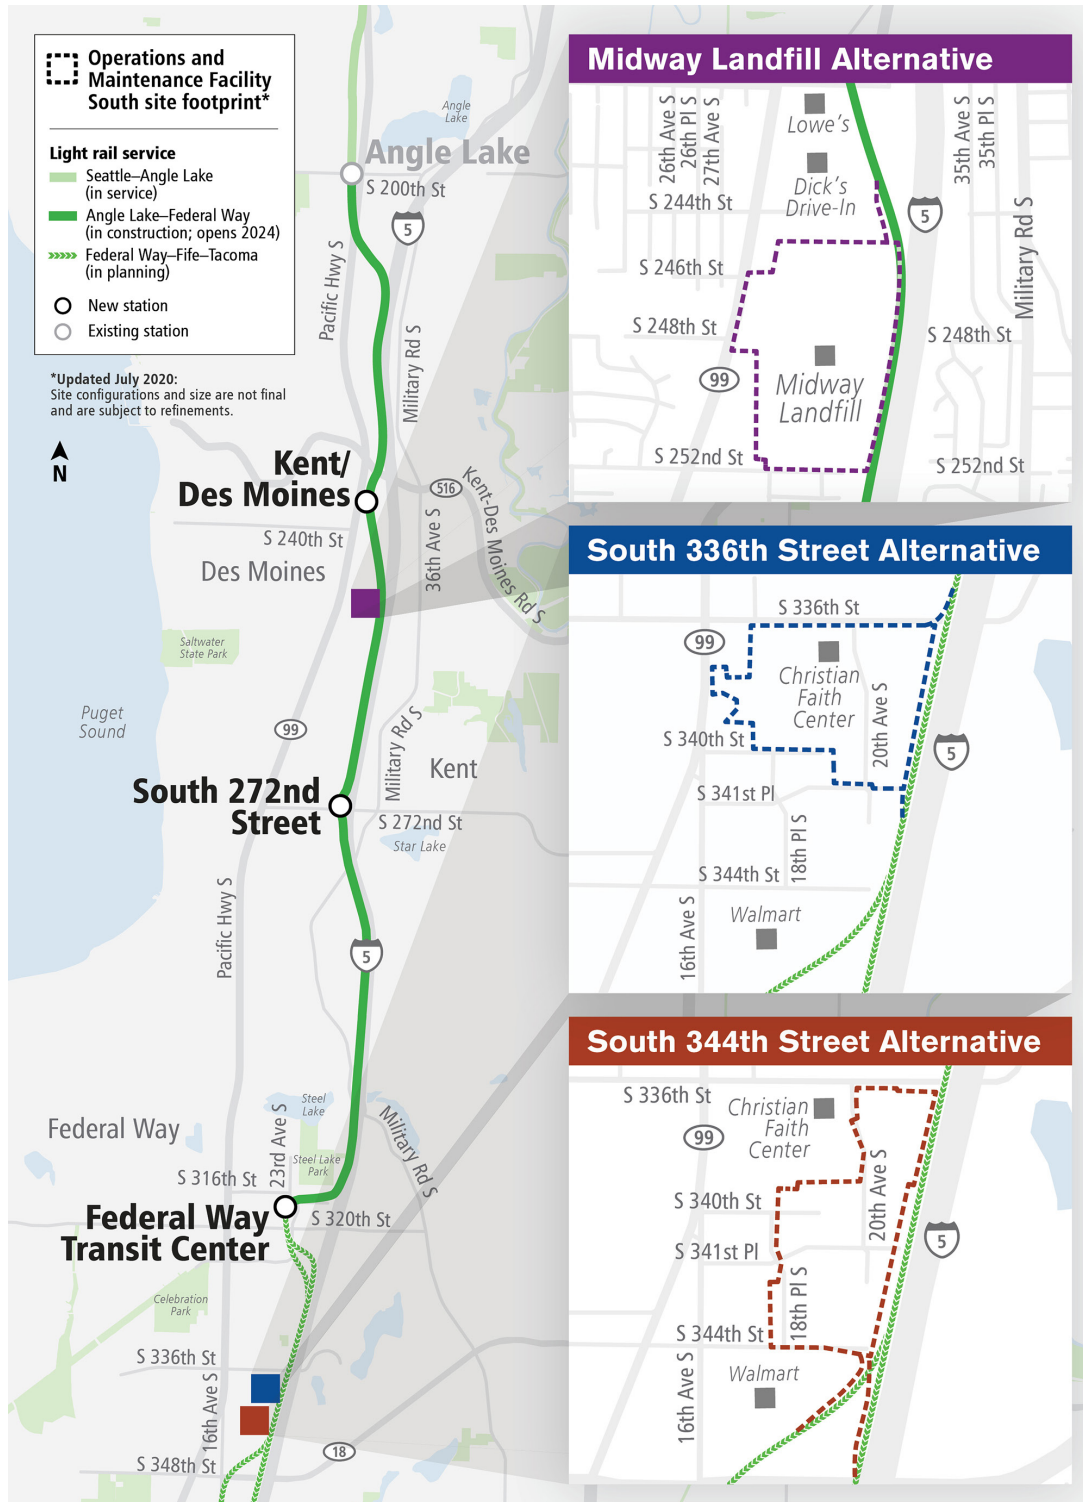 Operations and
Maintenance Facility
South site footprint*
Light rail service
Seattle–Angle Lake
(in service)
Angle Lake–Federal Way
(in construction; opens 2024)
Federal Way–Fife–Tacoma
(in planning)
New station
Existing station
*Updated July 2020:
Site configurations and size are not final
and are subject to refinements.
N
Angle
Lake
Angle Lake
S 200th St
5
Pacific Hwy S
Military Rd S
Kent/
Des Moines
516
Kent-Des Moines Rd S
S 240th St
36th Ave S
Des Moines
Saltwater
State Park
Puget
Sound
99
Military Rd S
Kent
South 272nd
Street
S 272nd St
Star Lake
Pacific Hwy S
5
Steel
Lake
Federal Way
23rd Ave S
Military Rd S
Steel Lake
Park
S 316th St
Federal Way
Transit Center
S 320th St
Celebration
Park
S 336th St
16th Ave S
18
S 348th St
Midway Landfill Alternative
26th Ave S
26th Pl S
27th Ave S
Lowe's
35th Ave S
35th Pl S
Dick's
Drive-In
S 244th St
5
Military Rd S
S 246th St
S 248th St
S 248th St
99
Midway
Landfill
S 252nd St
S 252nd St
South 336th Street Alternative
S 336th St
99
Christian
Faith
Center
20th Ave S
S 340th St
5
S 341st Pl
18th Pl S
S 344th St
16th Ave S
Walmart
South 344th Street Alternative
S 336th St
Christian
Faith
Center
99
20th Ave S
S 340th St
5
S 341st Pl
18th Pl S
S 344th St
16th Ave S
Walmart